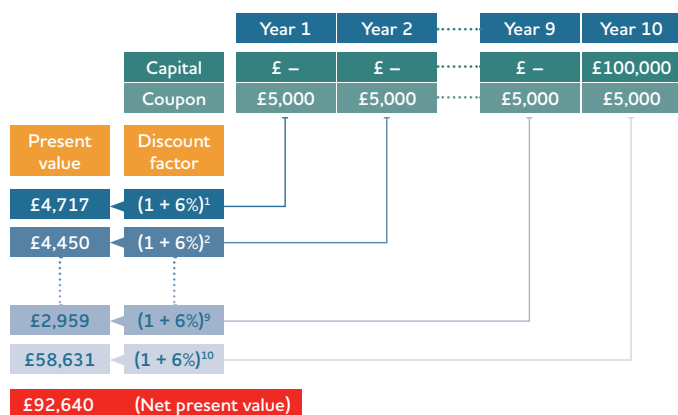 Year 1 Year 2 Year 9 Year 10
Capital £ – £ – £ – £100,000
Coupon £5,000 £5,000 £5,000 £5,000
Present value
Discount factor
£4,717 (1 + 6%)¹
£4,450 (1 + 6%)²
£2,959 (1 + 6%)⁹
£58,631 (1 + 6%)¹⁰
£92,640 (Net present value)